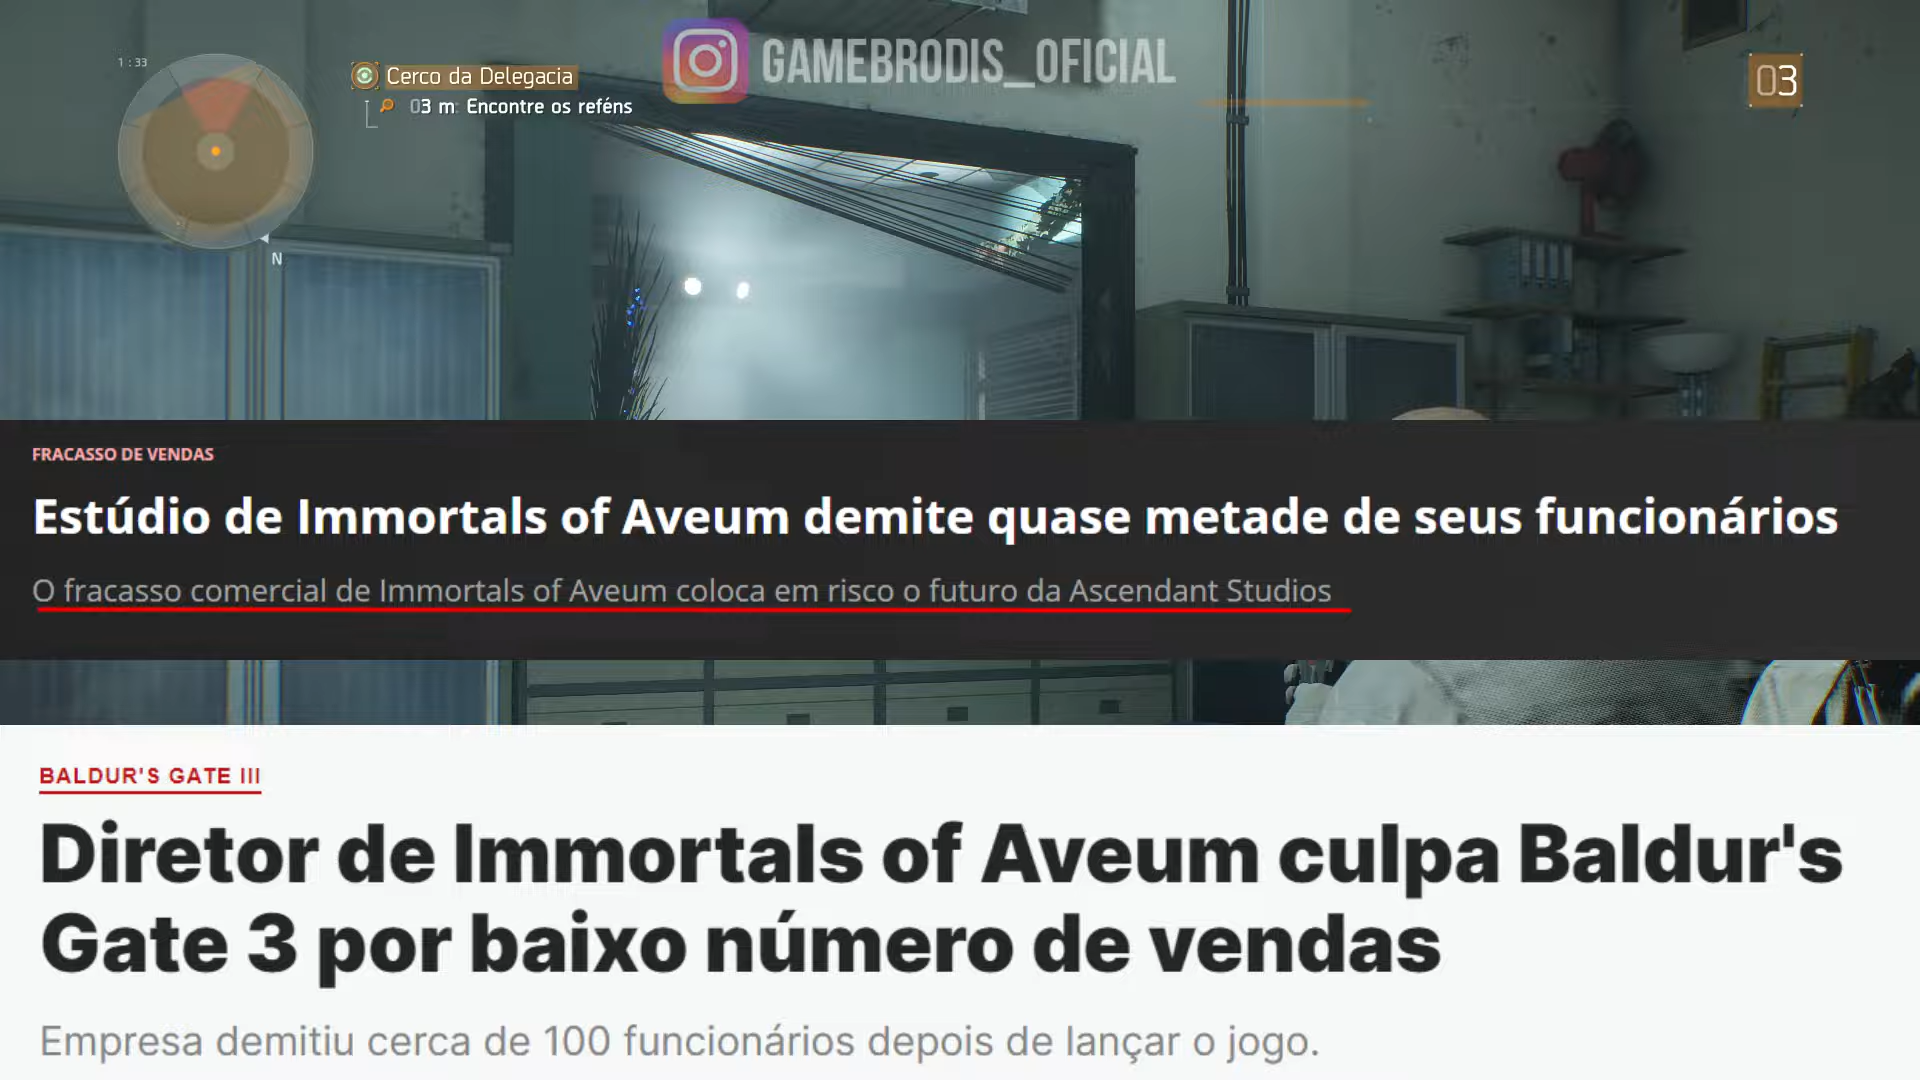 1:33
Cerco da Delegacia
03 m: Encontre os reféns
GAMEBRODIS_OFICIAL
03
N
FRACASSO DE VENDAS
Estúdio de Immortals of Aveum demite quase metade de seus funcionários
O fracasso comercial de Immortals of Aveum coloca em risco o futuro da Ascendant Studios
BALDUR'S GATE III
Diretor de Immortals of Aveum culpa Baldur's
Gate 3 por baixo número de vendas
Empresa demitiu cerca de 100 funcionários depois de lançar o jogo.